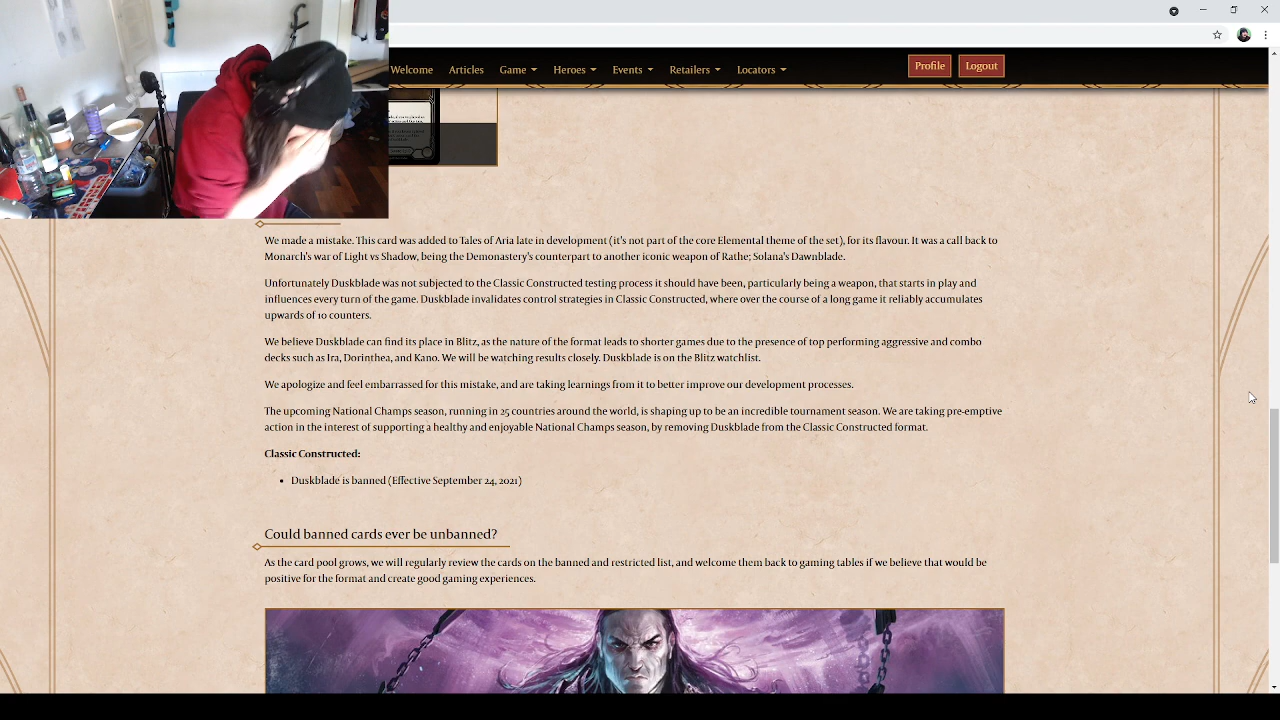 Welcome Articles Game Heroes Events Retailers Locators Profile Logout
We made a mistake. This card was added to Tales of Aria late in development (it's not part of the core Elemental theme of the set), for its flavour. It was a call back to
Monarch's war of Light vs Shadow, being the Demonastery's counterpart to another iconic weapon of Rathe; Solana's Dawnblade.
Unfortunately Duskblade was not subjected to the Classic Constructed testing process it should have been, particularly being a weapon, that starts in play and
influences every turn of the game. Duskblade invalidates control strategies in Classic Constructed, where over the course of a long game it reliably accumulates
upwards of 10 counters.
We believe Duskblade can find its place in Blitz, as the nature of the format leads to shorter games due to the presence of top performing aggressive and combo
decks such as Ira, Dorinthea, and Kano. We will be watching results closely. Duskblade is on the Blitz watchlist.
We apologize and feel embarrassed for this mistake, and are taking learnings from it to better improve our development processes.
The upcoming National Champs season, running in 25 countries around the world, is shaping up to be an incredible tournament season. We are taking pre-emptive
action in the interest of supporting a healthy and enjoyable National Champs season, by removing Duskblade from the Classic Constructed format.
Classic Constructed:
• Duskblade is banned (Effective September 24, 2021)
Could banned cards ever be unbanned?
As the card pool grows, we will regularly review the cards on the banned and restricted list, and welcome them back to gaming tables if we believe that would be
positive for the format and create good gaming experiences.